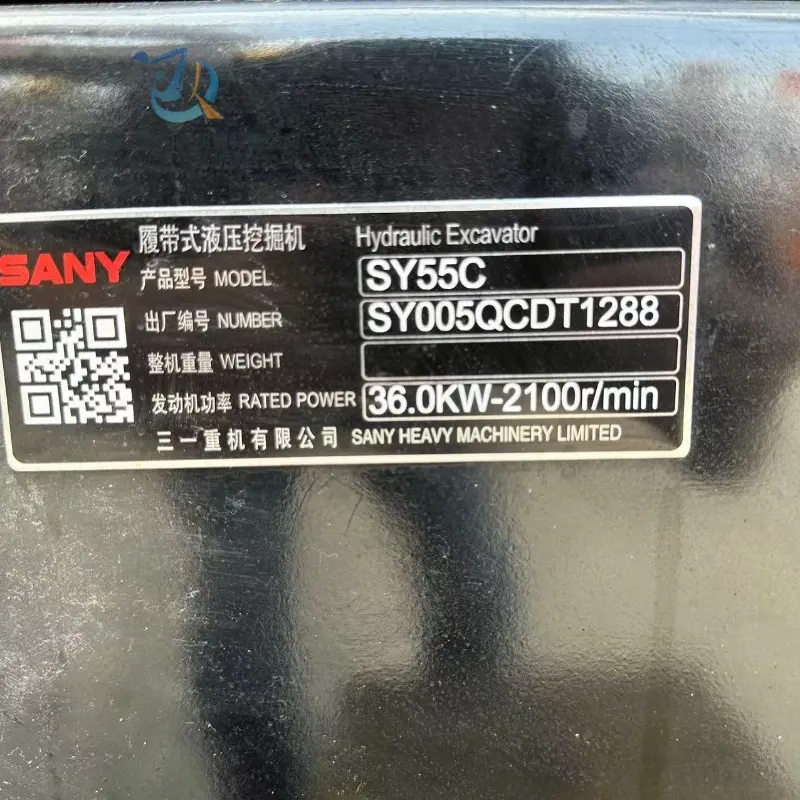 履带式液压挖掘机 Hydraulic Excavator
SANY
产品型号 MODEL SY55C
出厂编号 NUMBER SY005QCDT1288
整机重量 WEIGHT
发动机功率 RATED POWER 36.0KW-2100r/min
三一重机有限公司 SANY HEAVY MACHINERY LIMITED